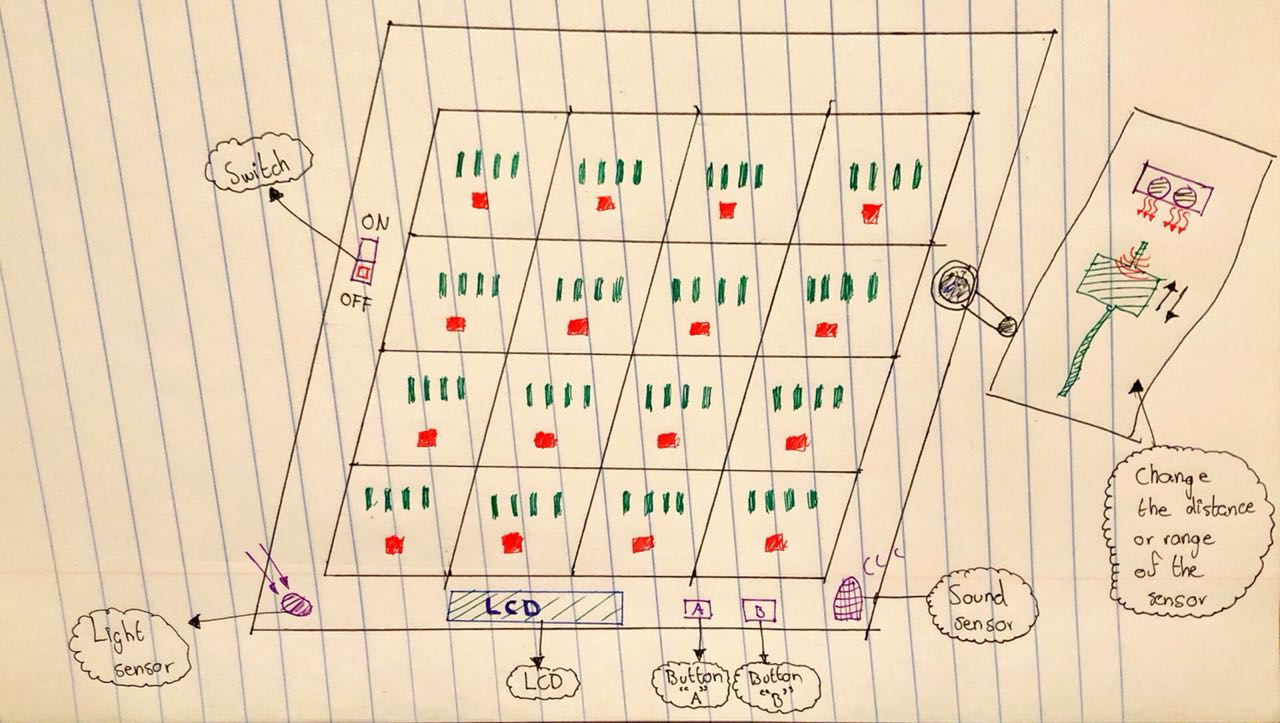 Switch
ON
OFF
LCD
A
B
Light
sensor
LCD
Button
"A"
Button
"B"
Sound
sensor
Change
the distance
or range
of the
sensor